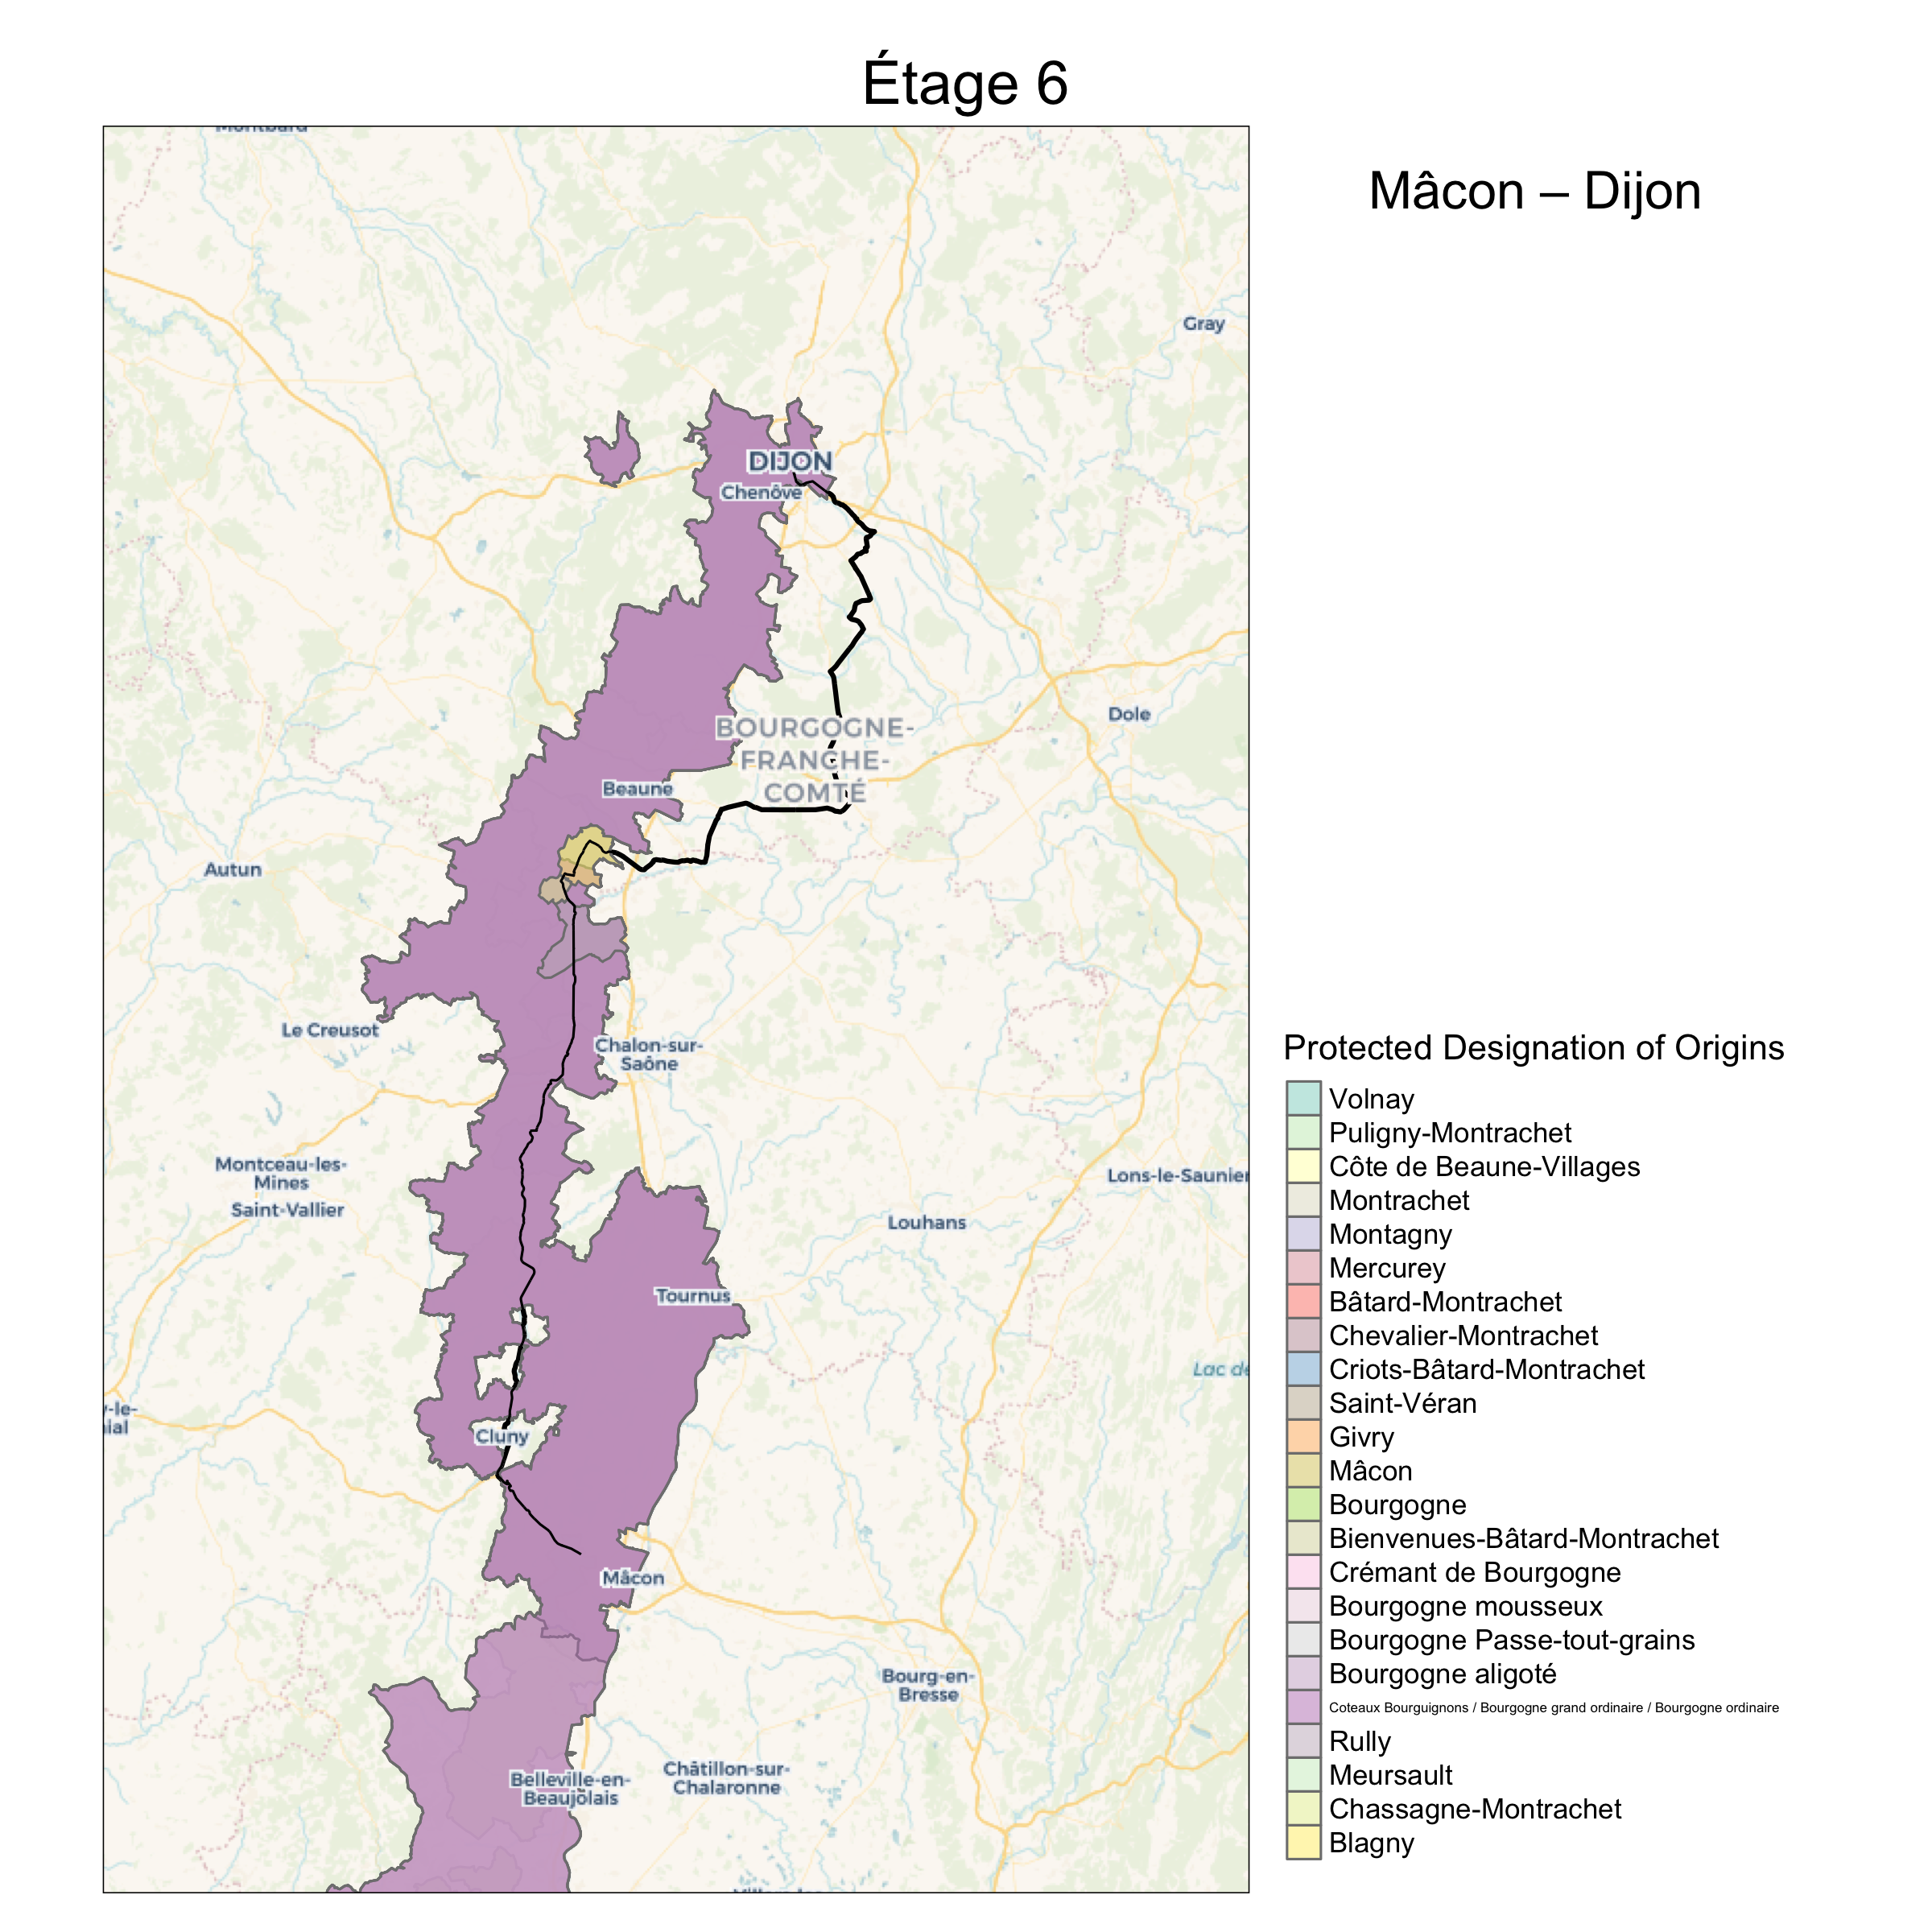 Étage 6
Mâcon – Dijon
Montbard
Gray
DIJON
Chenôve
BOURGOGNE-
FRANCHE-
COMTÉ
Dole
Beaune
Autun
Le Creusot
Chalon-sur-
Saône
Montceau-les-
Mines
Saint-Vallier
Lons-le-Saunier
Louhans
Tournus
Lac de
y-le-
ial
Cluny
Mâcon
Bourg-en-
Bresse
Belleville-en-
Beaujolais
Châtillon-sur-
Chalaronne
Protected Designation of Origins
Volnay
Puligny-Montrachet
Côte de Beaune-Villages
Montrachet
Montagny
Mercurey
Bâtard-Montrachet
Chevalier-Montrachet
Criots-Bâtard-Montrachet
Saint-Véran
Givry
Mâcon
Bourgogne
Bienvenues-Bâtard-Montrachet
Crémant de Bourgogne
Bourgogne mousseux
Bourgogne Passe-tout-grains
Bourgogne aligoté
Coteaux Bourguignons / Bourgogne grand ordinaire / Bourgogne ordinaire
Rully
Meursault
Chassagne-Montrachet
Blagny